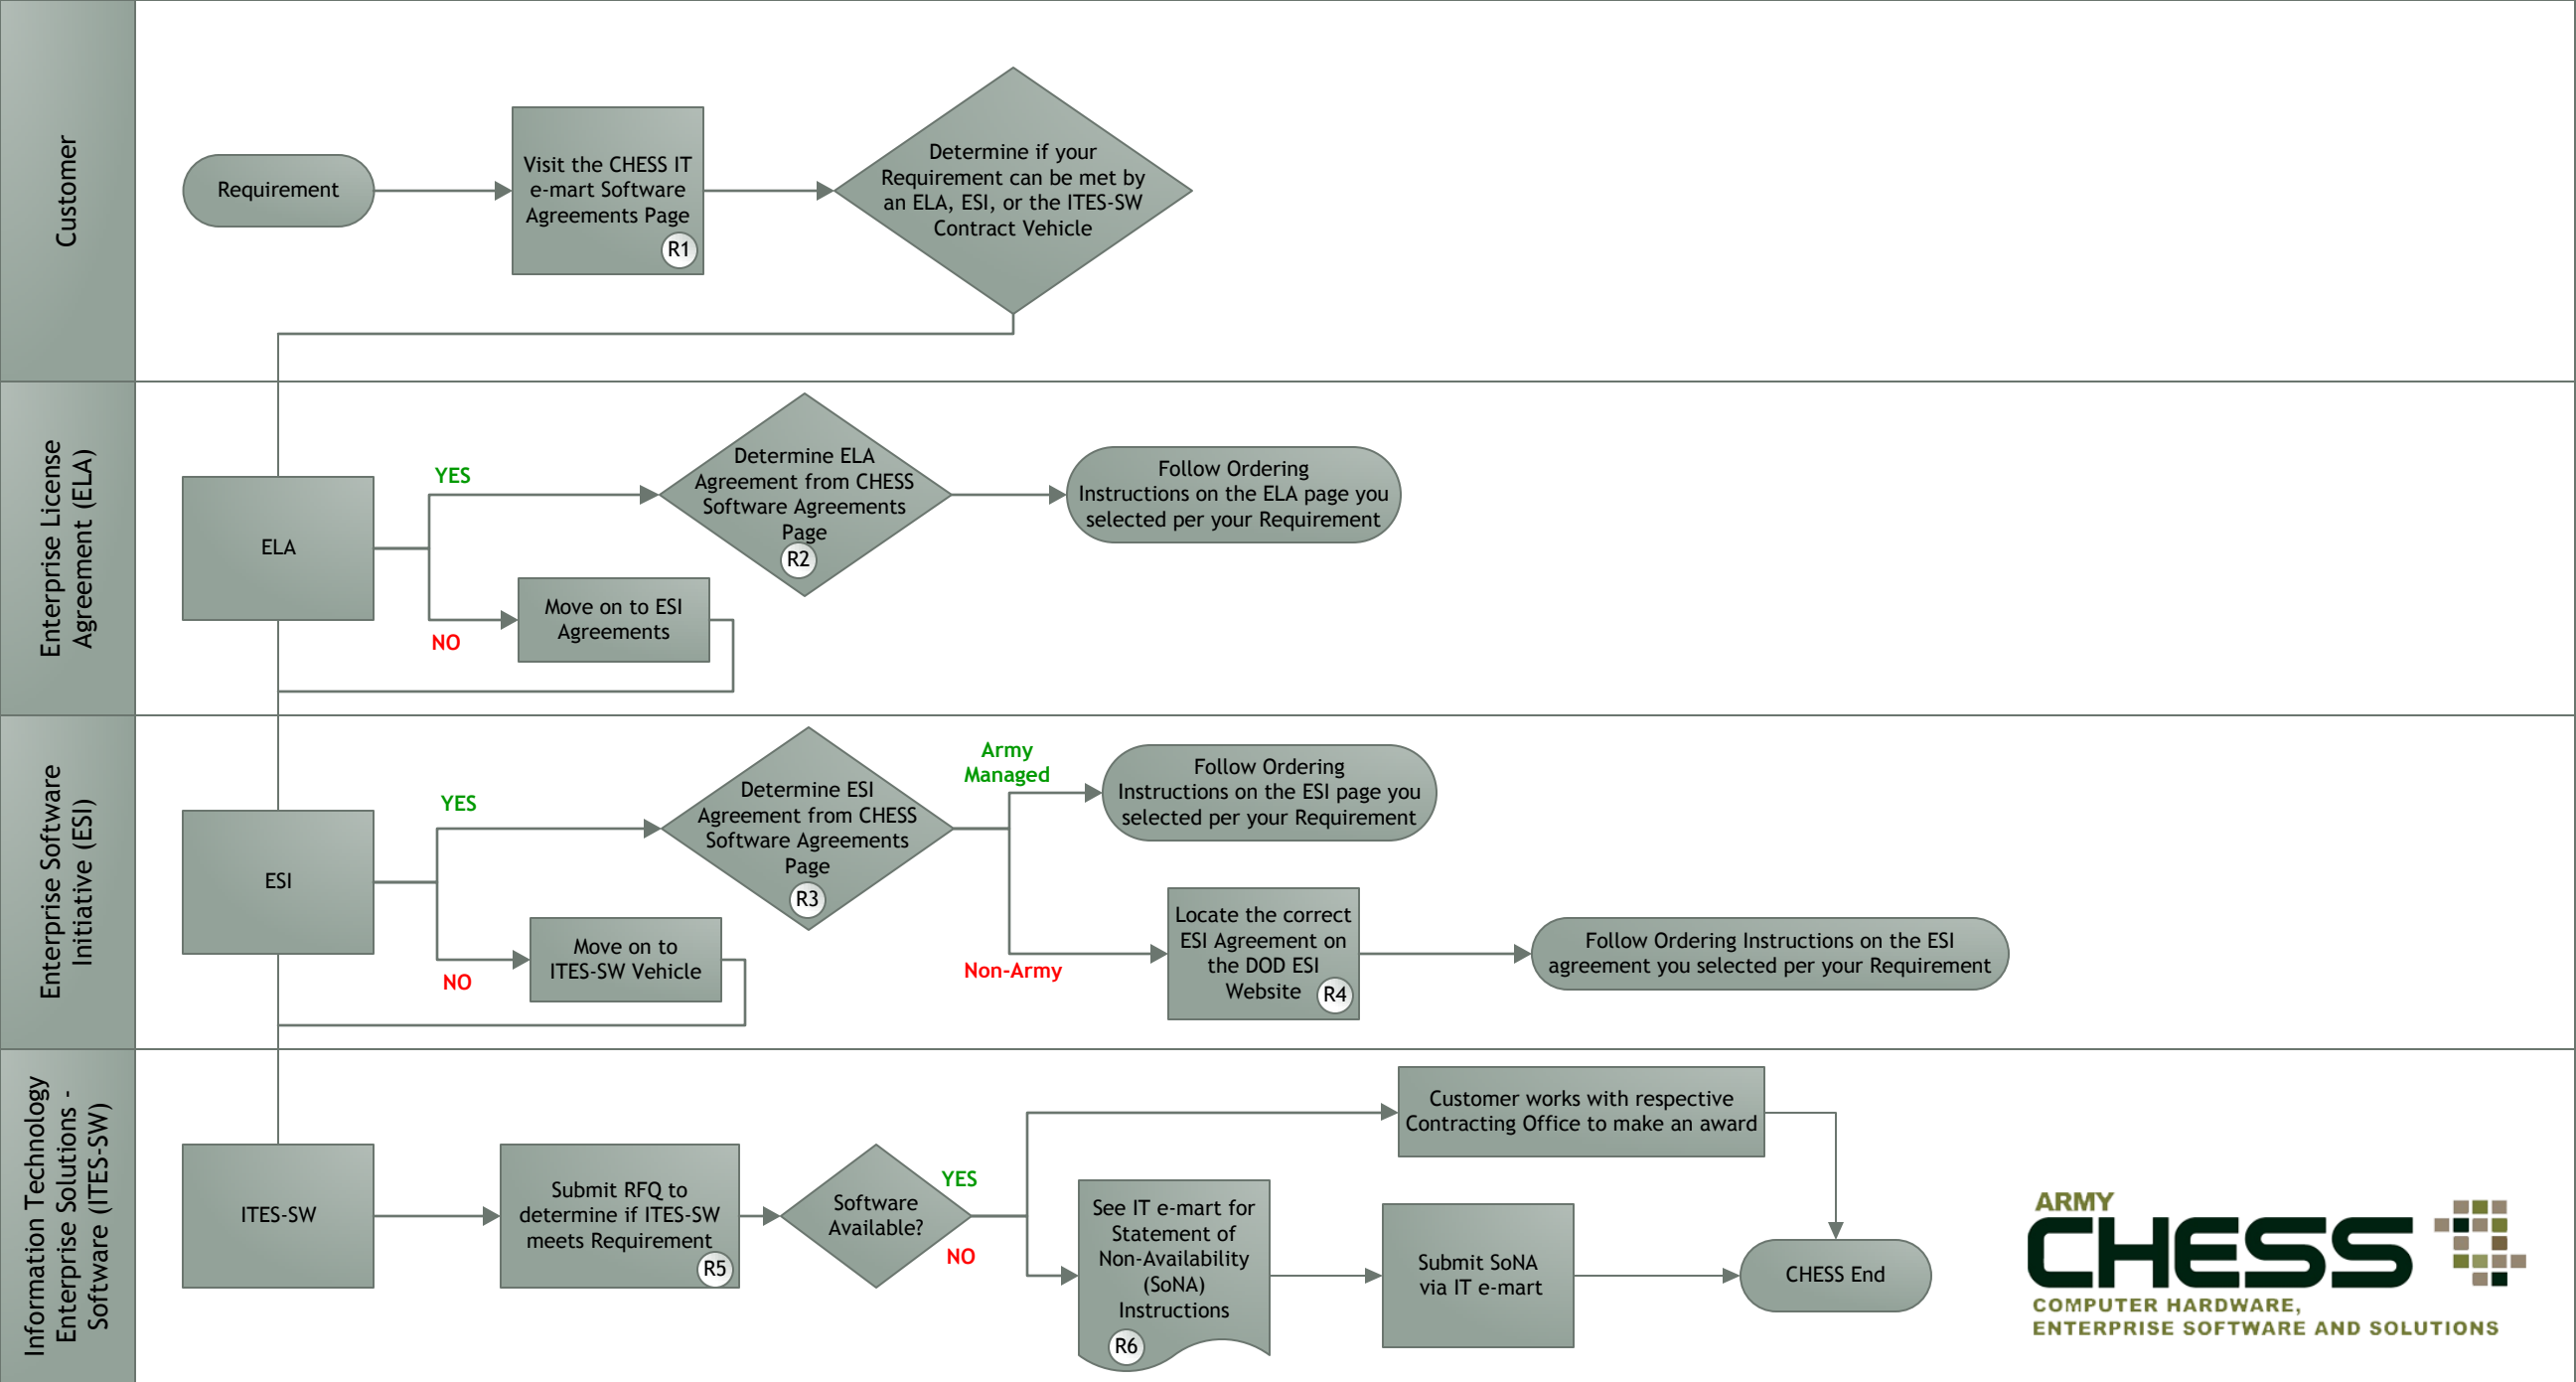 Customer
Requirement
Visit the CHESS IT
e-mart Software
Agreements Page
R1
Determine if your
Requirement can be met by
an ELA, ESI, or the ITES-SW
Contract Vehicle
Enterprise License
Agreement (ELA)
ELA
YES
NO
Determine ELA
Agreement from CHESS
Software Agreements
Page
R2
Follow Ordering
Instructions on the ELA page you
selected per your Requirement
Move on to ESI
Agreements
Enterprise Software
Initiative (ESI)
ESI
YES
NO
Determine ESI
Agreement from CHESS
Software Agreements
Page
R3
Army
Managed
Follow Ordering
Instructions on the ESI page you
selected per your Requirement
Move on to
ITES-SW Vehicle
Non-Army
Locate the correct
ESI Agreement on
the DOD ESI
Website
R4
Follow Ordering Instructions on the ESI
agreement you selected per your Requirement
Information Technology
Enterprise Solutions -
Software (ITES-SW)
ITES-SW
Submit RFQ to
determine if ITES-SW
meets Requirement
R5
Software
Available?
YES
NO
Customer works with respective
Contracting Office to make an award
See IT e-mart for
Statement of
Non-Availability
(SoNA)
Instructions
R6
Submit SoNA
via IT e-mart
CHESS End
ARMY
CHESS
COMPUTER HARDWARE,
ENTERPRISE SOFTWARE AND SOLUTIONS